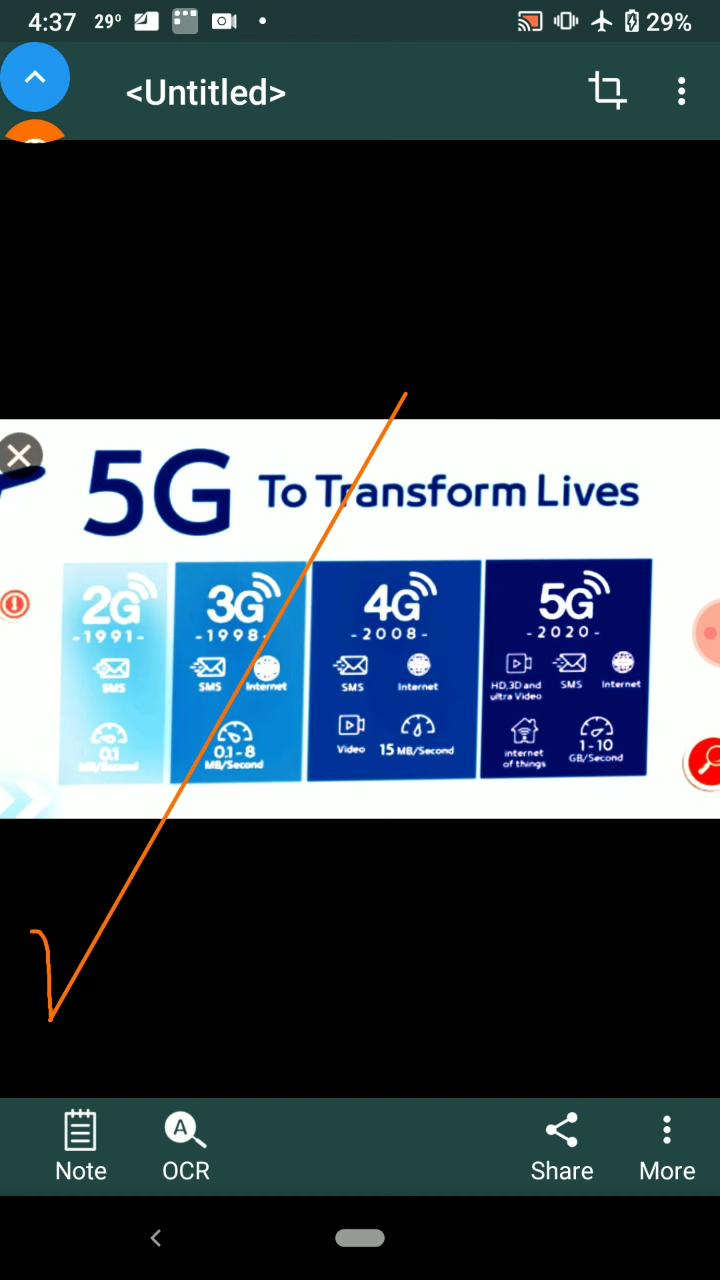 4:37 29° 29%
<Untitled>
5G To Transform Lives
2G
-1991-
SMS
0.1
MB/Second
3G
-1998-
SMS Internet
0.1-8
MB/Second
4G
-2008-
SMS Internet
Video 15 MB/Second
5G
-2020-
HD,3D and
ultra Video SMS Internet
internet
of things
1-10
GB/Second
Note OCR Share More